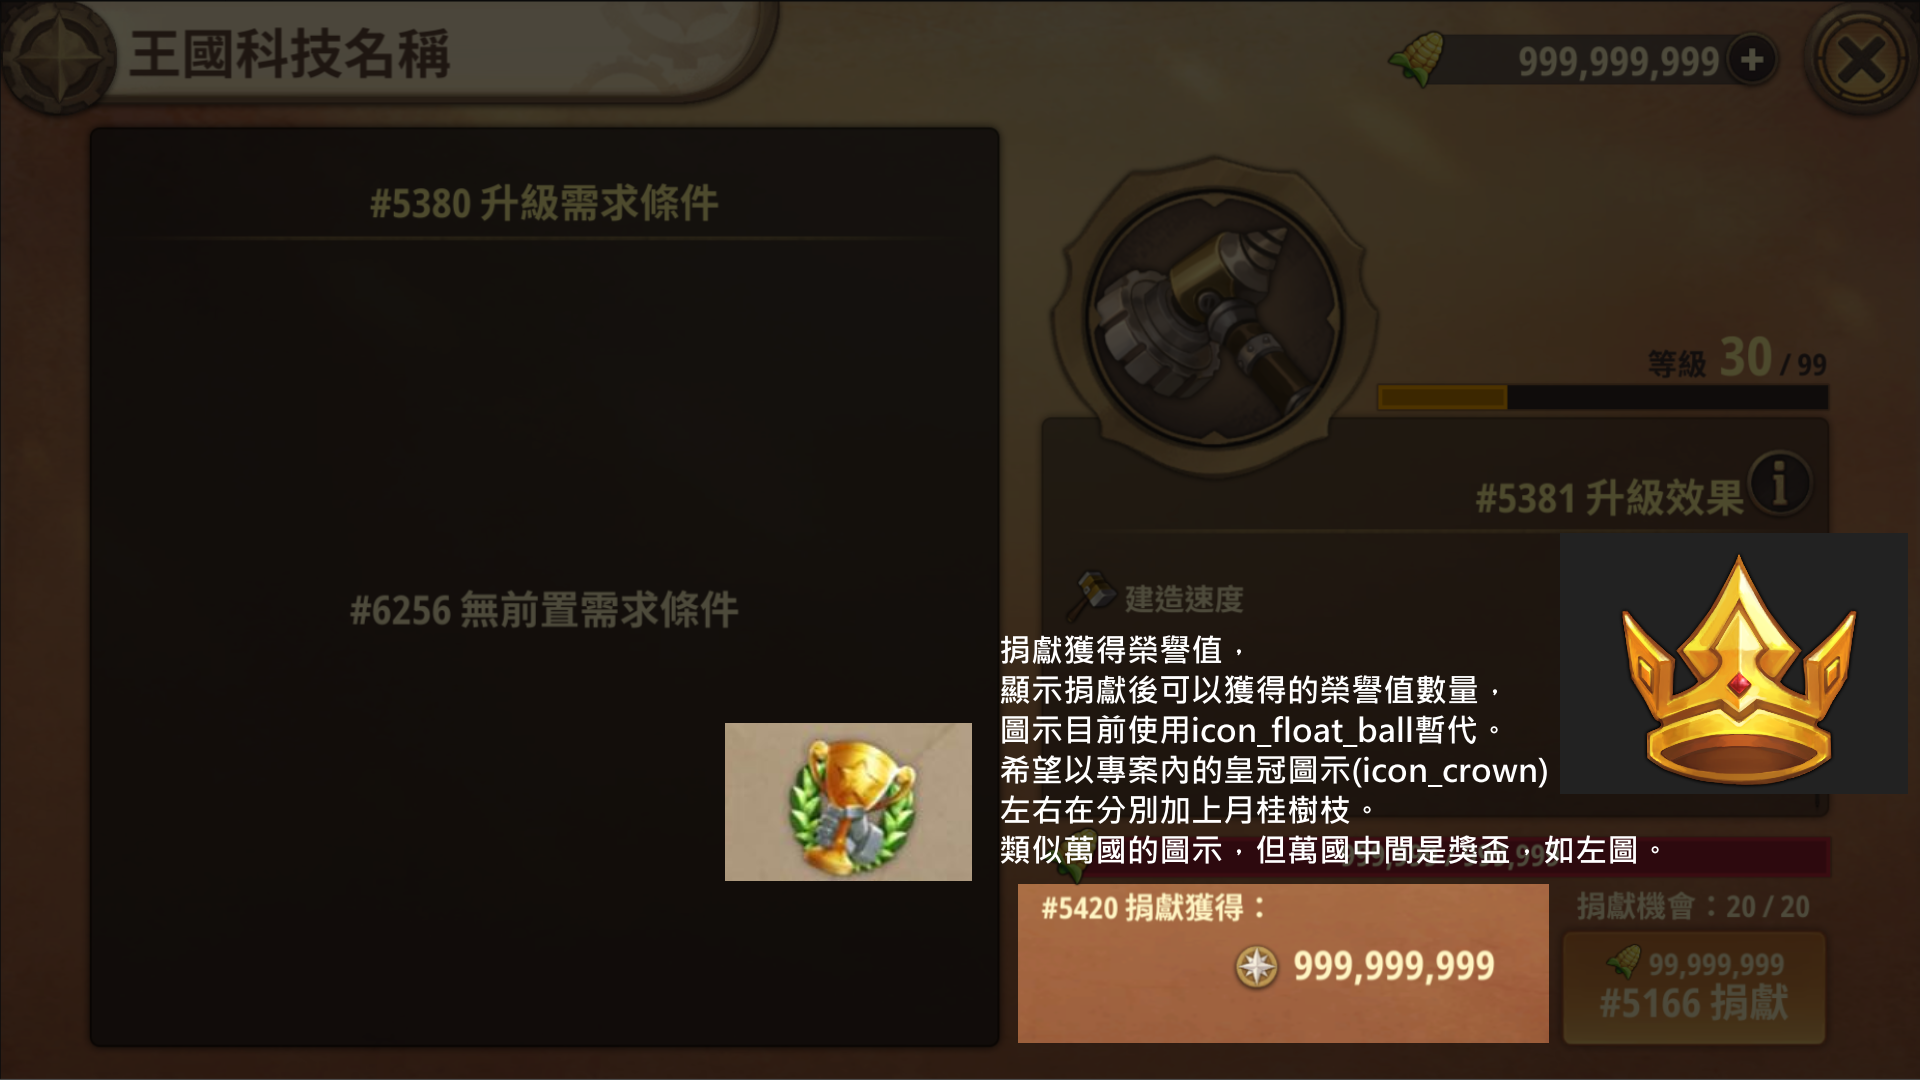 王國科技名稱
999,999,999
#5380 升級需求條件
等級 30 / 99
#5381 升級效果
建造速度
#6256 無前置需求條件
捐獻獲得榮譽值，
顯示捐獻後可以獲得的榮譽值數量，
圖示目前使用icon_float_ball暫代。
希望以專案內的皇冠圖示(icon_crown)
左右在分別加上月桂樹枝。
類似萬國的圖示，但萬國中間是獎盃，如左圖。
#5420 捐獻獲得：
999,999,999
捐獻機會：20 / 20
99,999,999
#5166 捐獻